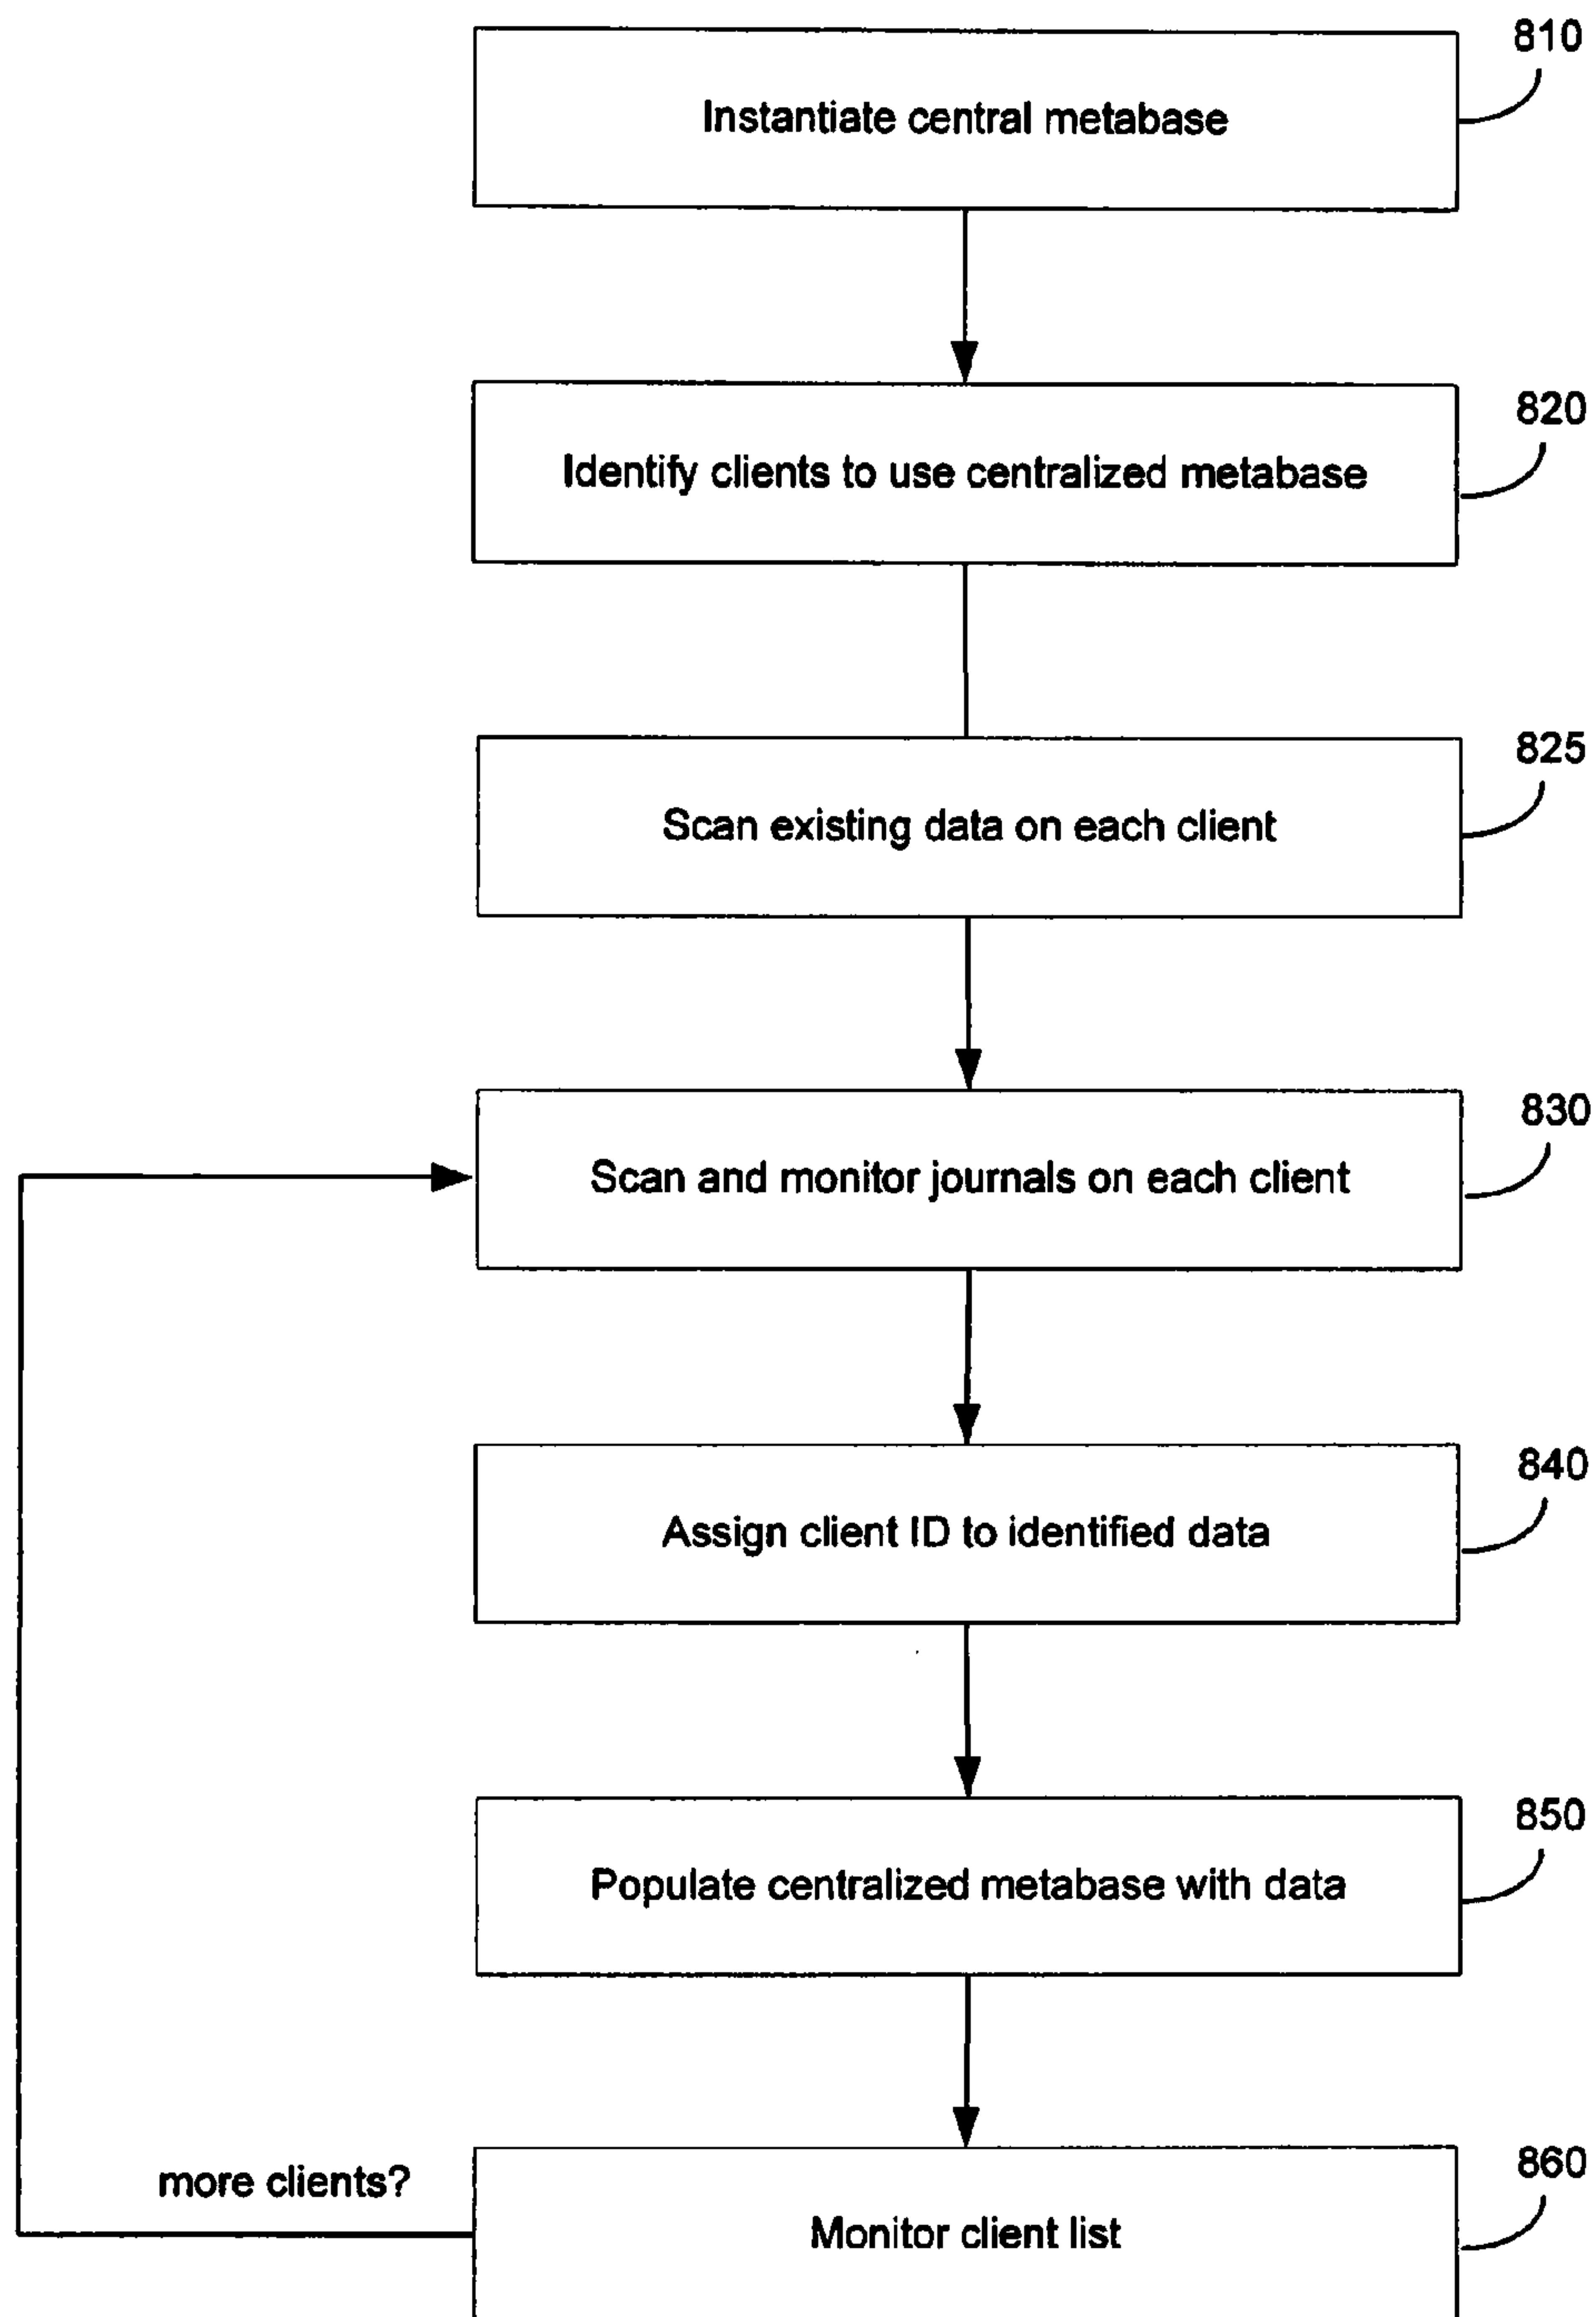 810
Instantiate central metabase
820
Identify clients to use centralized metabase
825
Scan existing data on each client
830
Scan and monitor journals on each client
840
Assign client ID to identified data
850
Populate centralized metabase with data
860
more clients?
Monitor client list